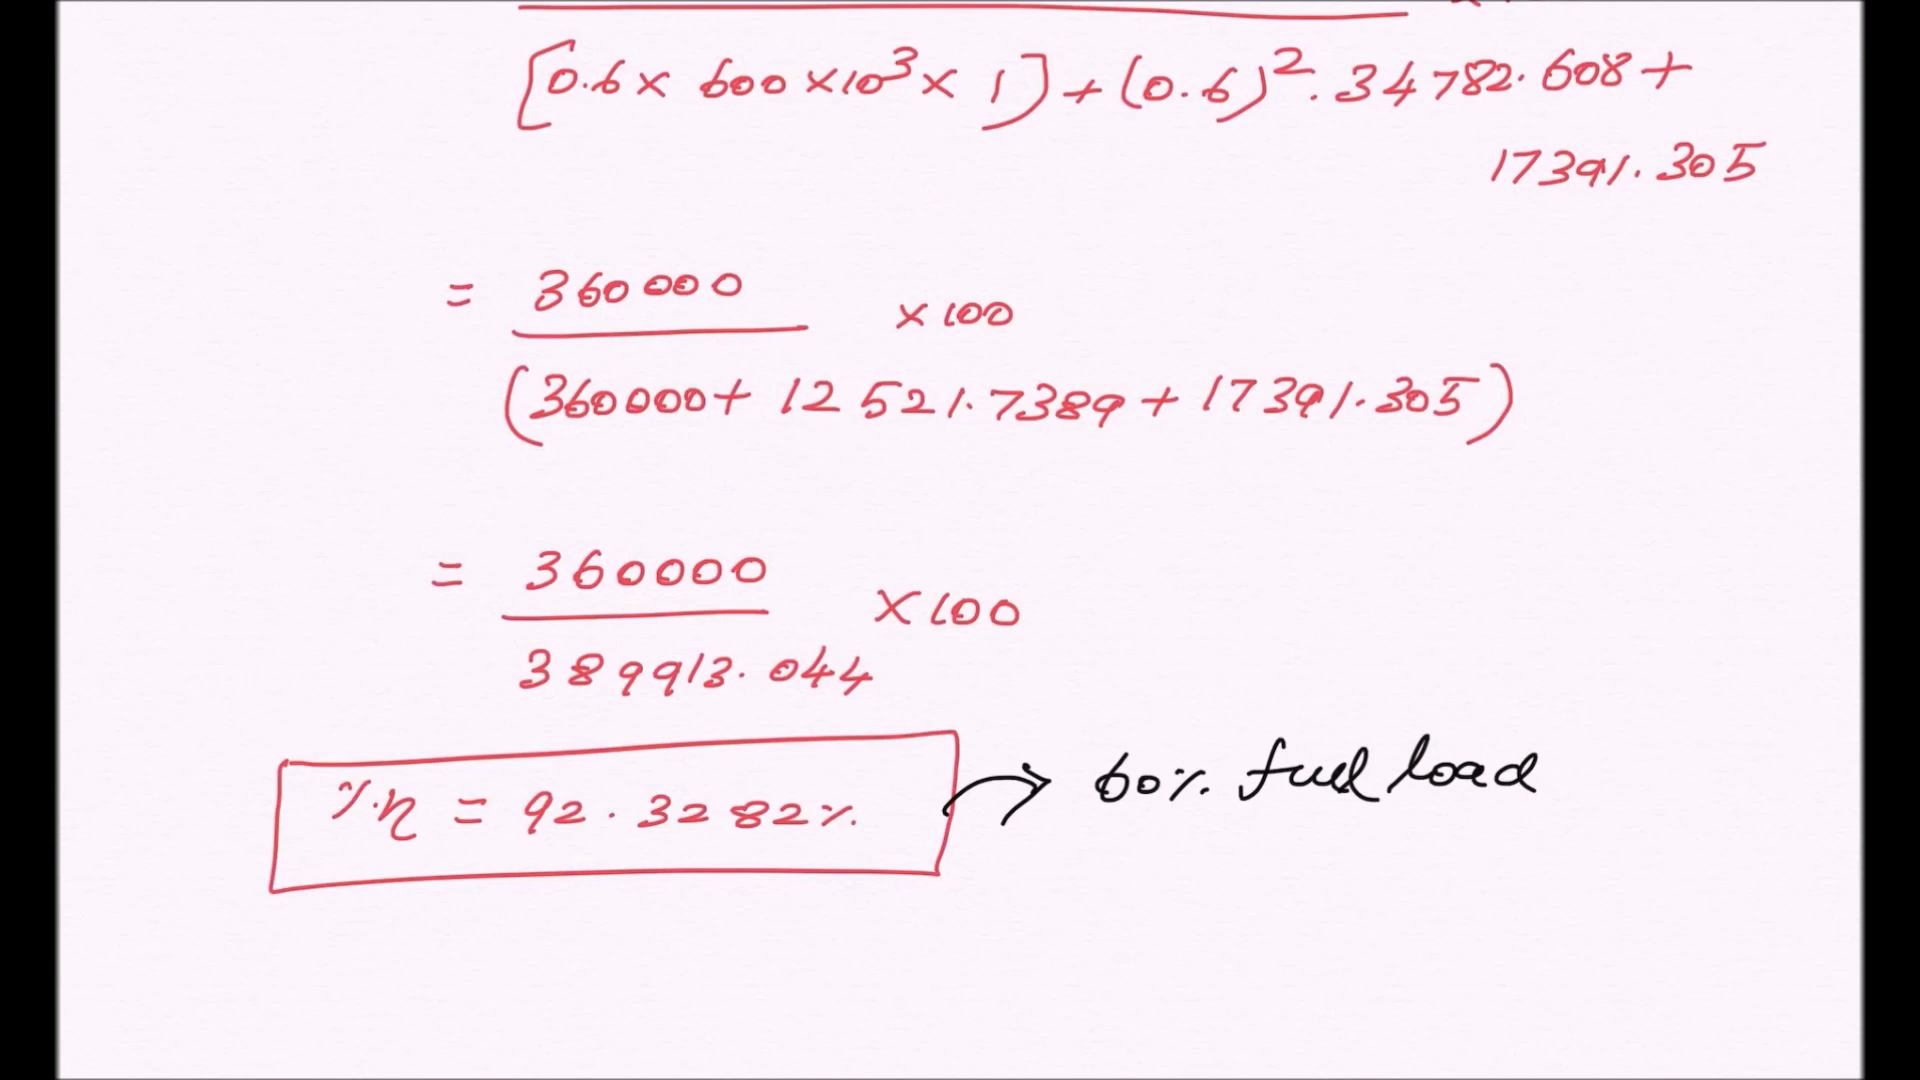 [0.6 × 600 ×10³ × 1] + (0.6)². 34782.608 +
17391.305
= 360000 / (360000 + 12521.7389 + 17391.305) × 100
= 360000 / 389913.044 × 100
%η = 92.3282% → 60% full load